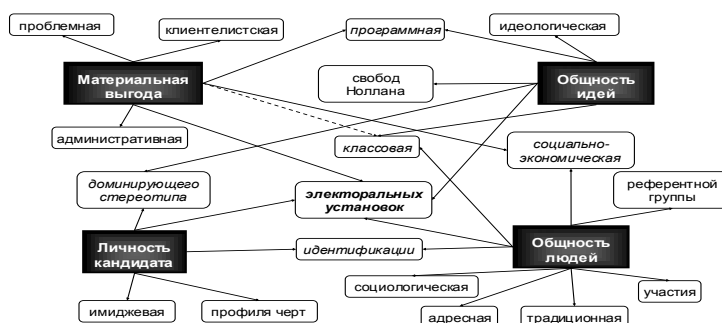 проблемная
клиентелистская
программная
идеологическая
Материальная
выгода
свобод
Ноллана
Общность
идей
административная
классовая
социально-
экономическая
доминирующего
стереотипа
электоральных
установок
референтной
группы
Личность
кандидата
идентификации
Общность
людей
социологическая
участия
имиджевая
профиля черт
адресная
традиционная